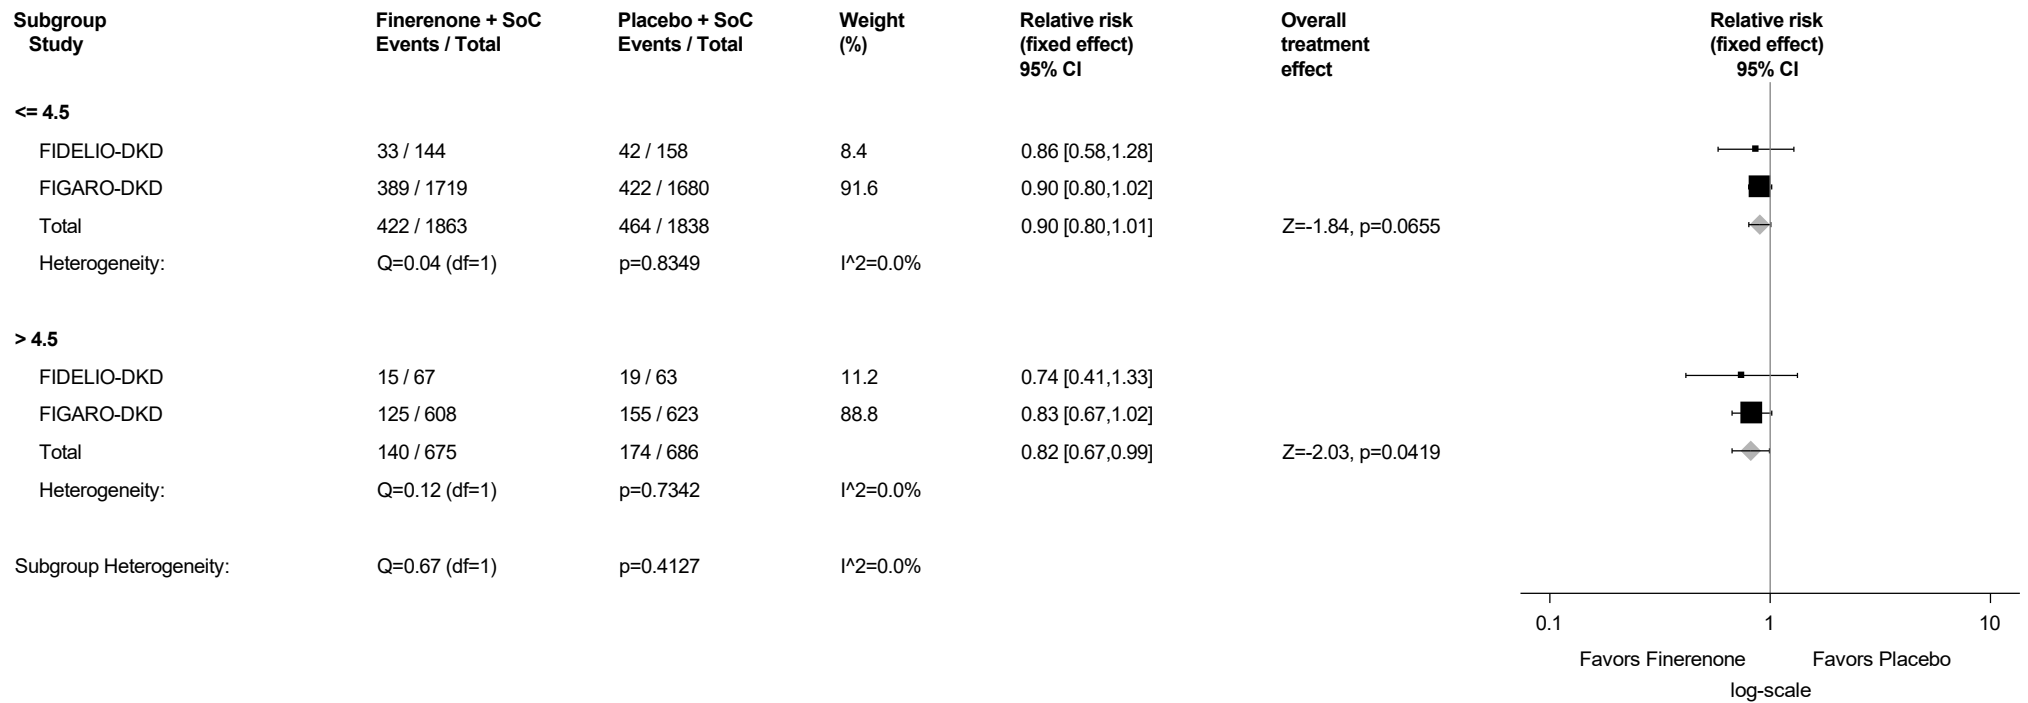 Subgroup Finerenone + SoC Placebo + SoC Weight Relative risk Overall Relative risk
Study Events / Total Events / Total (%) (fixed effect) treatment (fixed effect)
95% CI effect 95% CI
<= 4.5
FIDELIO-DKD 33 / 144 42 / 158 8.4 0.86 [0.58,1.28]
FIGARO-DKD 389 / 1719 422 / 1680 91.6 0.90 [0.80,1.02]
Total 422 / 1863 464 / 1838 0.90 [0.80,1.01] Z=-1.84, p=0.0655
Heterogeneity: Q=0.04 (df=1) p=0.8349 I^2=0.0%
> 4.5
FIDELIO-DKD 15 / 67 19 / 63 11.2 0.74 [0.41,1.33]
FIGARO-DKD 125 / 608 155 / 623 88.8 0.83 [0.67,1.02]
Total 140 / 675 174 / 686 0.82 [0.67,0.99] Z=-2.03, p=0.0419
Heterogeneity: Q=0.12 (df=1) p=0.7342 I^2=0.0%
Subgroup Heterogeneity: Q=0.67 (df=1) p=0.4127 I^2=0.0%
0.1 1 10
Favors Finerenone Favors Placebo
log-scale